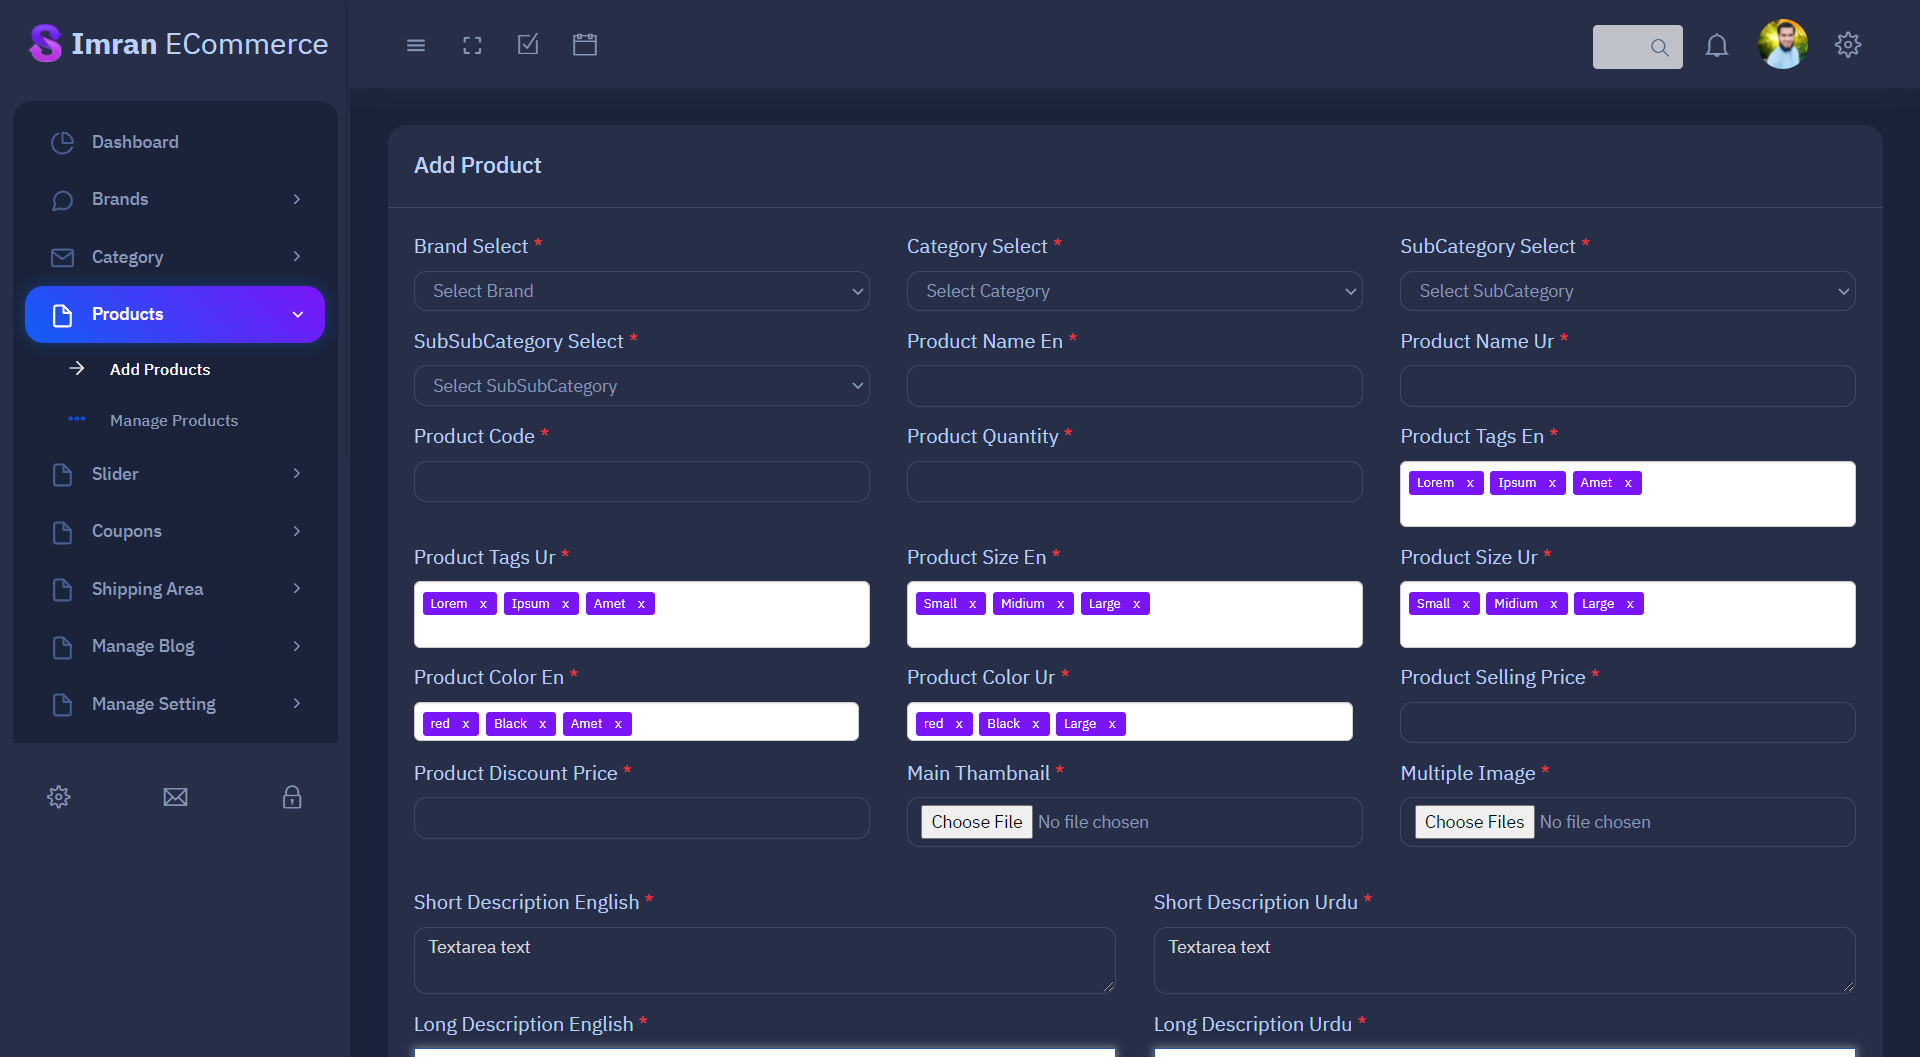 Imran ECommerce
Dashboard
Brands
Category
Products
Add Products
Manage Products
Slider
Coupons
Shipping Area
Manage Blog
Manage Setting
Add Product
Brand Select * Category Select * SubCategory Select *
Select Brand Select Category Select SubCategory
SubSubCategory Select * Product Name En * Product Name Ur *
Select SubSubCategory
Product Code * Product Quantity * Product Tags En *
Lorem x Ipsum x Amet x
Product Tags Ur * Product Size En * Product Size Ur *
Lorem x Ipsum x Amet x Small x Midium x Large x Small x Midium x Large x
Product Color En * Product Color Ur * Product Selling Price *
red x Black x Amet x red x Black x Large x
Product Discount Price * Main Thambnail * Multiple Image *
Choose File No file chosen Choose Files No file chosen
Short Description English * Short Description Urdu *
Textarea text Textarea text
Long Description English * Long Description Urdu *